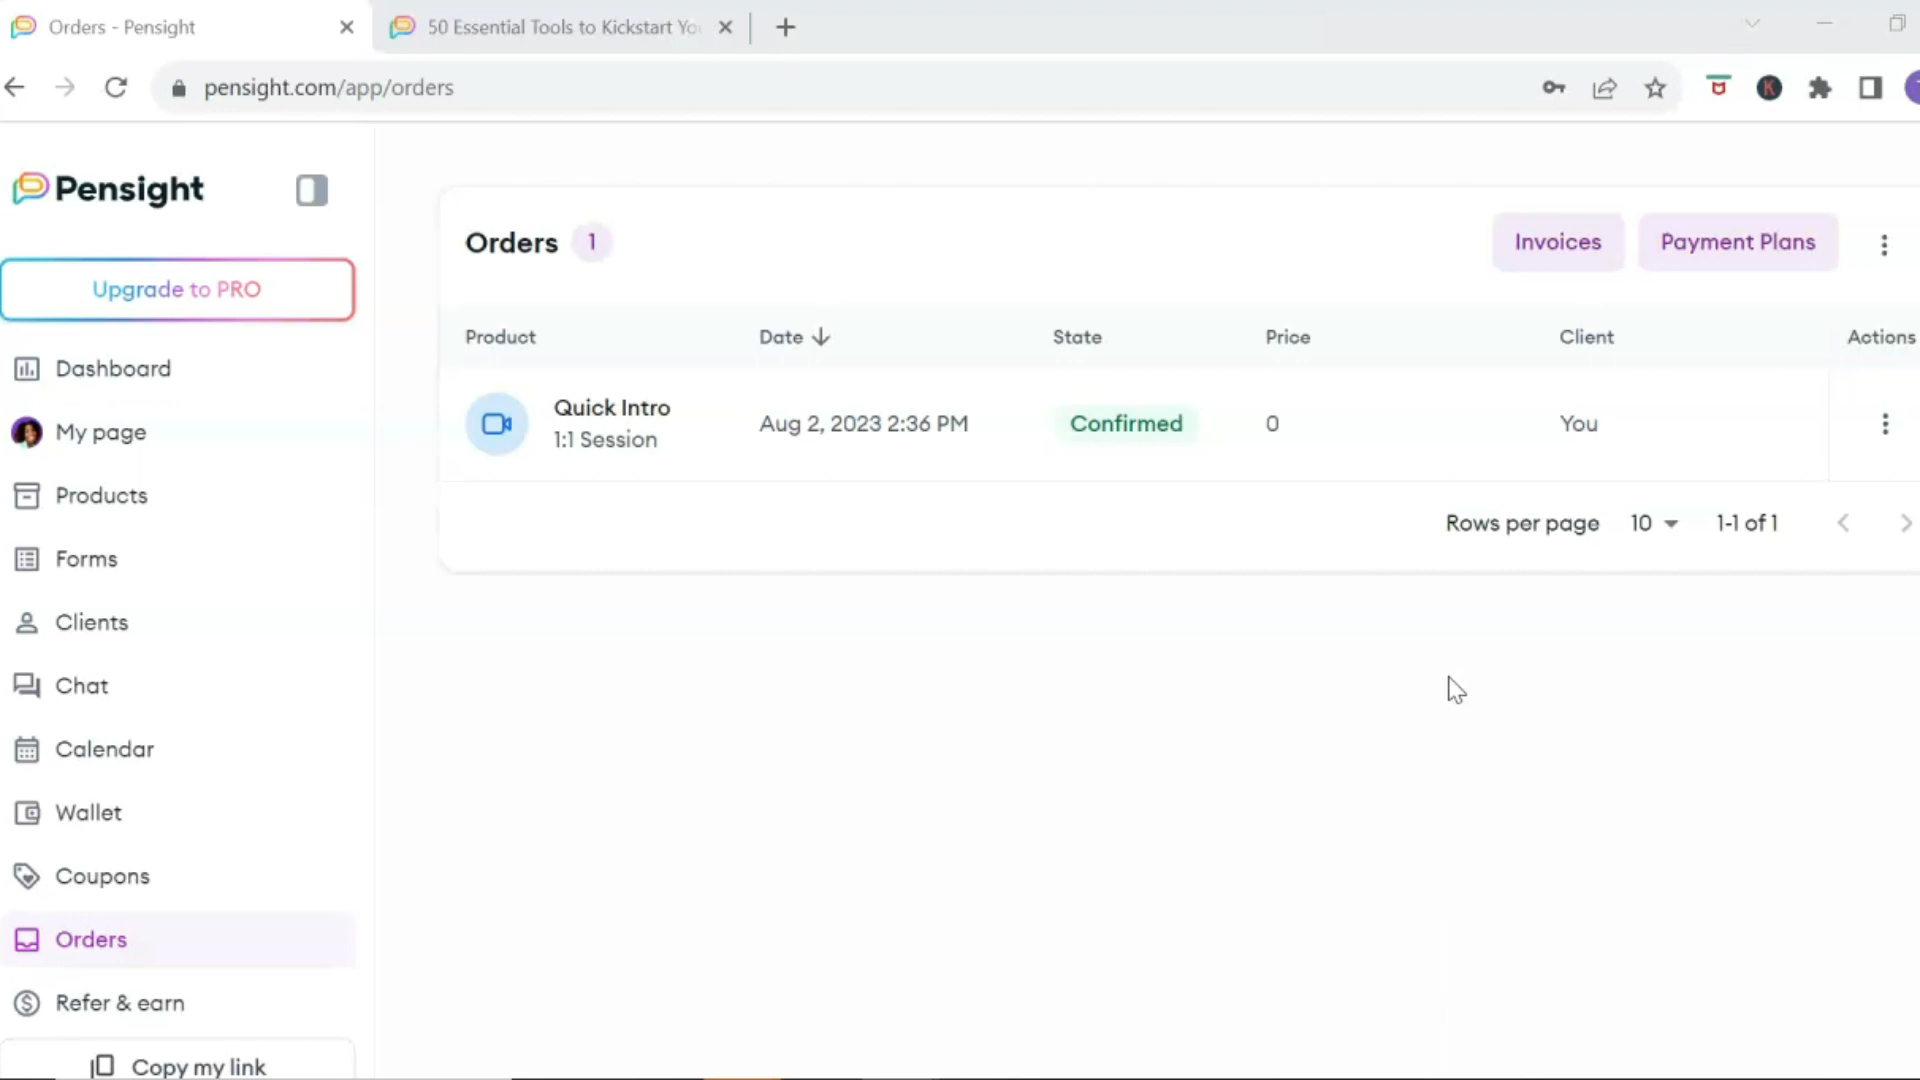 Orders - Pensight
50 Essential Tools to Kickstart Yo
pensight.com/app/orders
K
Pensight
Upgrade to PRO
Dashboard
My page
Products
Forms
Clients
Chat
Calendar
Wallet
Coupons
Orders
Refer & earn
Copy my link
Orders 1
Invoices
Payment Plans
Product Date State Price Client Actions
Quick Intro
1:1 Session
Aug 2, 2023 2:36 PM Confirmed 0 You
Rows per page 10 1-1 of 1